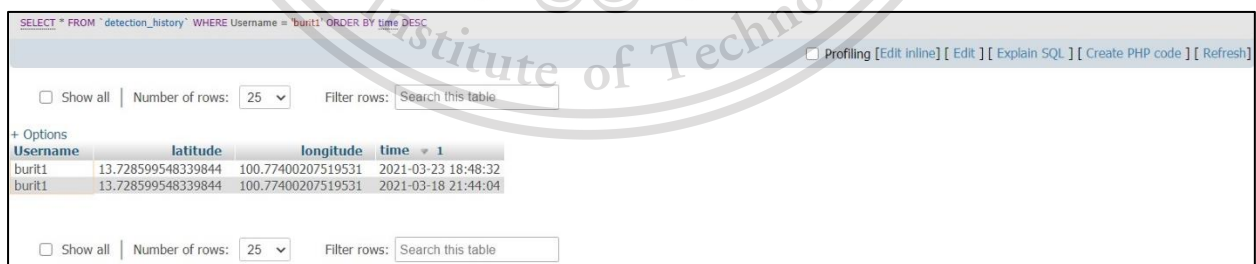 SELECT * FROM `detection_history` WHERE Username = 'burit1' ORDER BY time DESC
Institute of Techno
Profiling [Edit inline] [ Edit ] [ Explain SQL ] [ Create PHP code ] [ Refresh]
Show all | Number of rows: 25 Filter rows: Search this table
+ Options
Username latitude longitude time 1
burit1 13.728599548339844 100.77400207519531 2021-03-23 18:48:32
burit1 13.728599548339844 100.77400207519531 2021-03-18 21:44:04
Show all | Number of rows: 25 Filter rows: Search this table